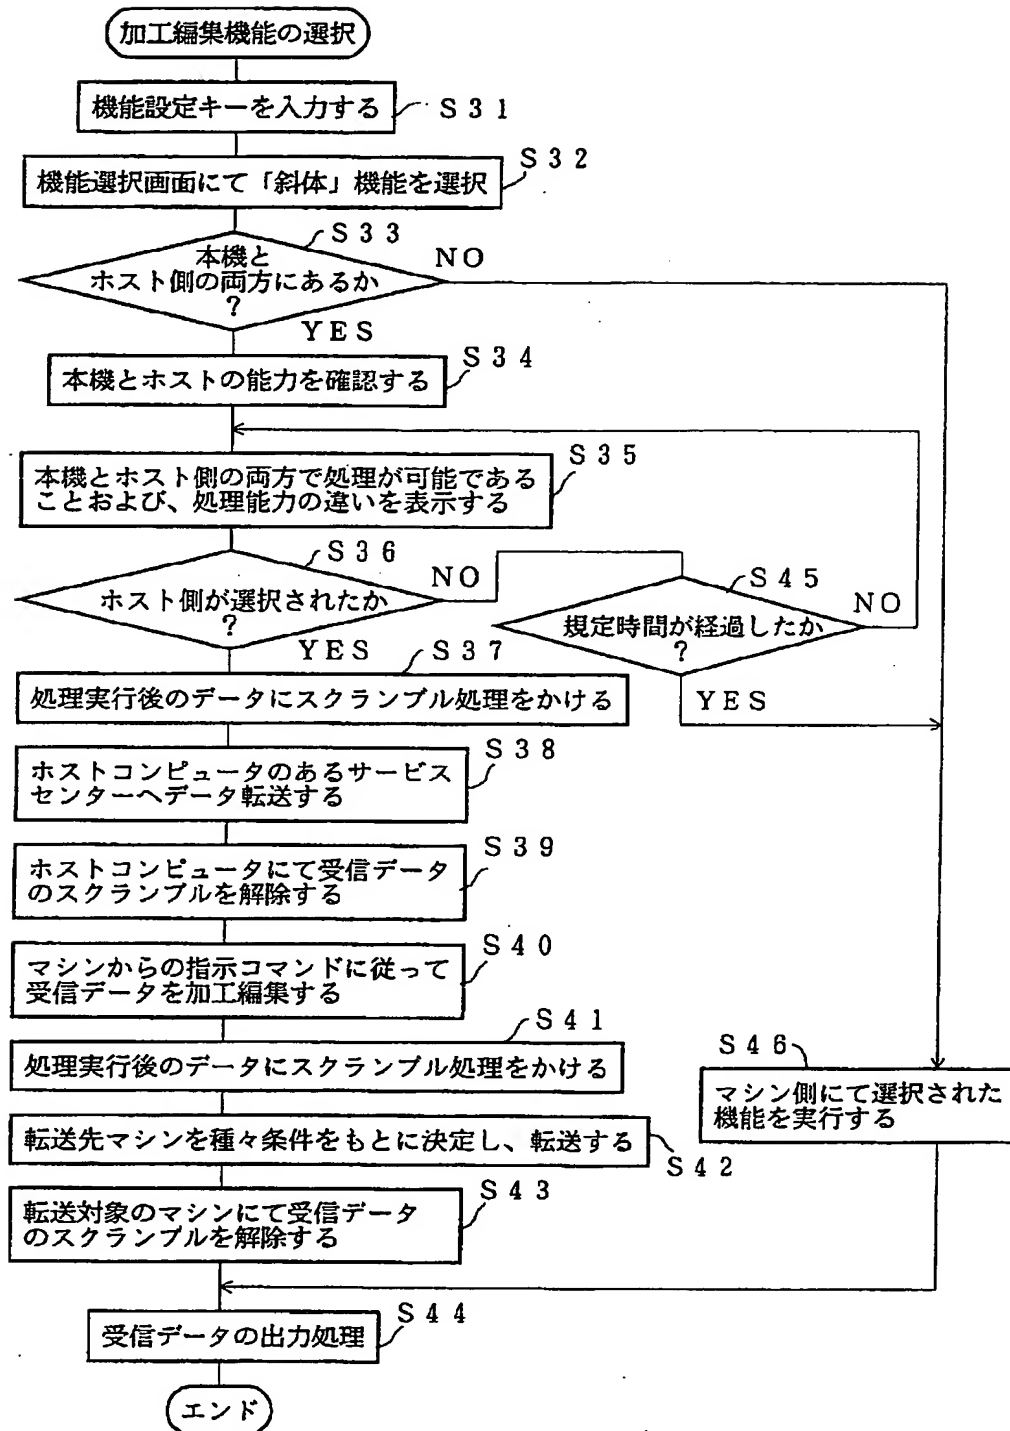 加工編集機能の選択
機能設定キーを入力する
S31
機能選択画面にて「斜体」機能を選択
S32
S33
本機と
ホスト側の両方にあるか
?
NO
YES
本機とホストの能力を確認する
S34
本機とホスト側の両方で処理が可能である
ことおよび、処理能力の違いを表示する
S35
S36
ホスト側が選択されたか
?
NO
YES
S45
規定時間が経過したか
?
NO
YES
S37
処理実行後のデータにスクランブル処理をかける
S38
ホストコンピュータのあるサービス
センターへデータ転送する
S39
ホストコンピュータにて受信データ
のスクランブルを解除する
S40
マシンからの指示コマンドに従って
受信データを加工編集する
S41
処理実行後のデータにスクランブル処理をかける
S46
マシン側にて選択された
機能を実行する
転送先マシンを種々条件をもとに決定し、転送する
S42
S43
転送対象のマシンにて受信データ
のスクランブルを解除する
S44
受信データの出力処理
エンド